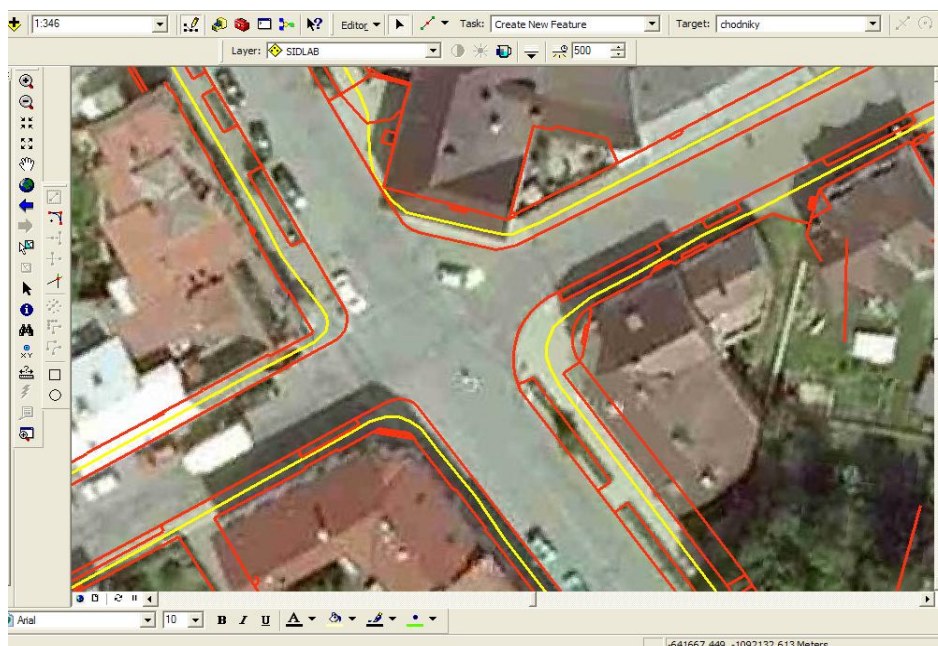 1:346 Editor Task: Create New Feature Target: chodniky
Layer: SIDLAB 500
XY
Arial 10 B I U A
-641667,449 -1092132,613 Meters